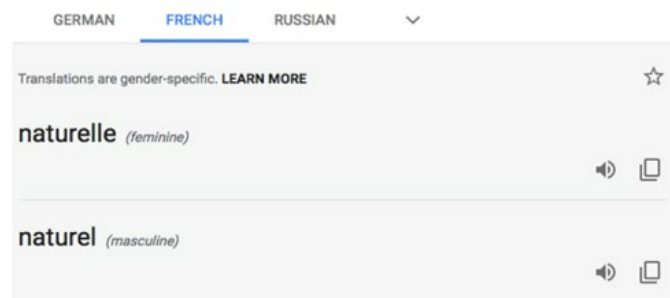 GERMAN FRENCH RUSSIAN
Translations are gender-specific. LEARN MORE
naturelle (feminine)
naturel (masculine)